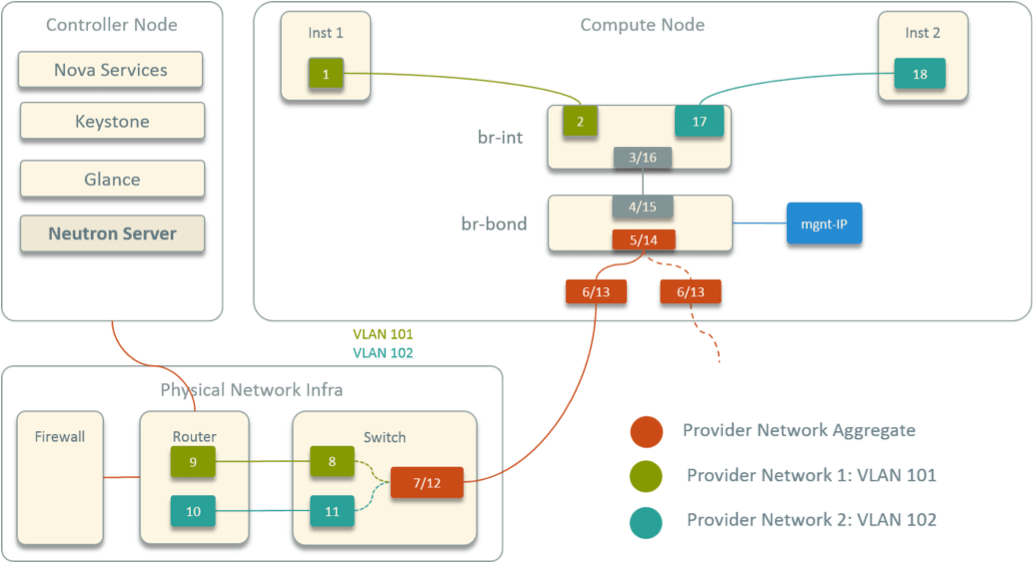 Controller Node
Nova Services
Keystone
Glance
Neutron Server
Compute Node
Inst 1
1
Inst 2
18
br-int
2
17
3/16
br-bond
4/15
5/14
mgnt-IP
6/13
6/13
VLAN 101
VLAN 102
Physical Network Infra
Firewall
Router
9
10
Switch
8
11
7/12
Provider Network Aggregate
Provider Network 1: VLAN 101
Provider Network 2: VLAN 102